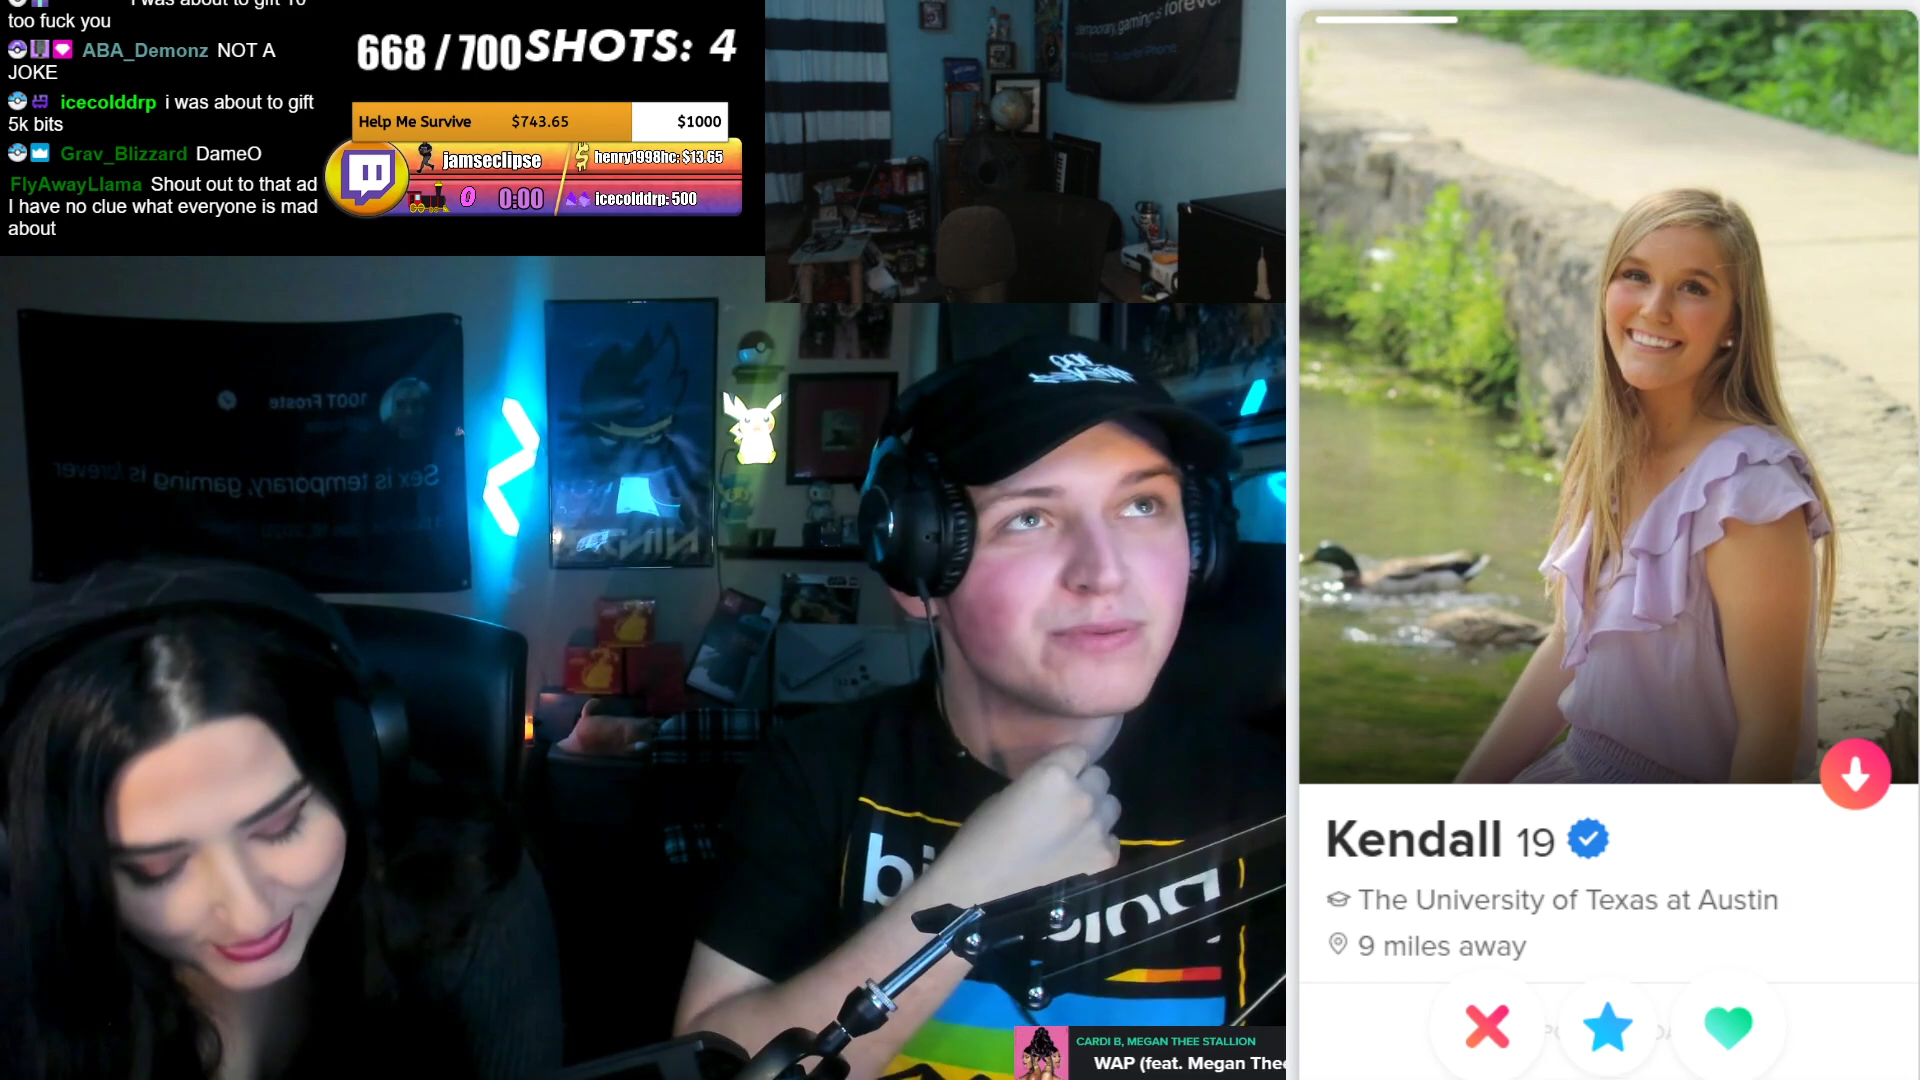 too fuck you
ABA_Demonz NOT A
JOKE
icecolddrp i was about to gift
5k bits
Grav_Blizzard DameO
FlyAwayLlama Shout out to that ad
I have no clue what everyone is mad
about
668 / 700 SHOTS: 4
Help Me Survive $743.65 $1000
jamseclipse henry1998hc: $13.65
0 0:00 icecolddrp: 500
100T Froste
Sex is temporary, gaming is forever
NINJA
CARDI B, MEGAN THEE STALLION
WAP (feat. Megan Thee
Kendall 19
The University of Texas at Austin
9 miles away